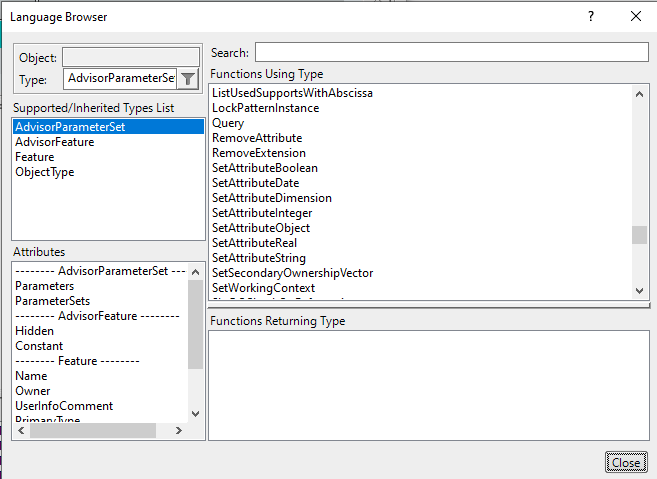 Language Browser
Object:
Type: AdvisorParameterSe
Supported/Inherited Types List
AdvisorParameterSet
AdvisorFeature
Feature
ObjectType
Attributes
-------- AdvisorParameterSet ---
Parameters
ParameterSets
-------- AdvisorFeature --------
Hidden
Constant
-------- Feature --------
Name
Owner
UserInfoComment
PrimaryType
Search:
Functions Using Type
ListUsedSupportsWithAbscissa
LockPatternInstance
Query
RemoveAttribute
RemoveExtension
SetAttributeBoolean
SetAttributeDate
SetAttributeDimension
SetAttributeInteger
SetAttributeObject
SetAttributeReal
SetAttributeString
SetSecondaryOwnershipVector
SetWorkingContext
Functions Returning Type
Close